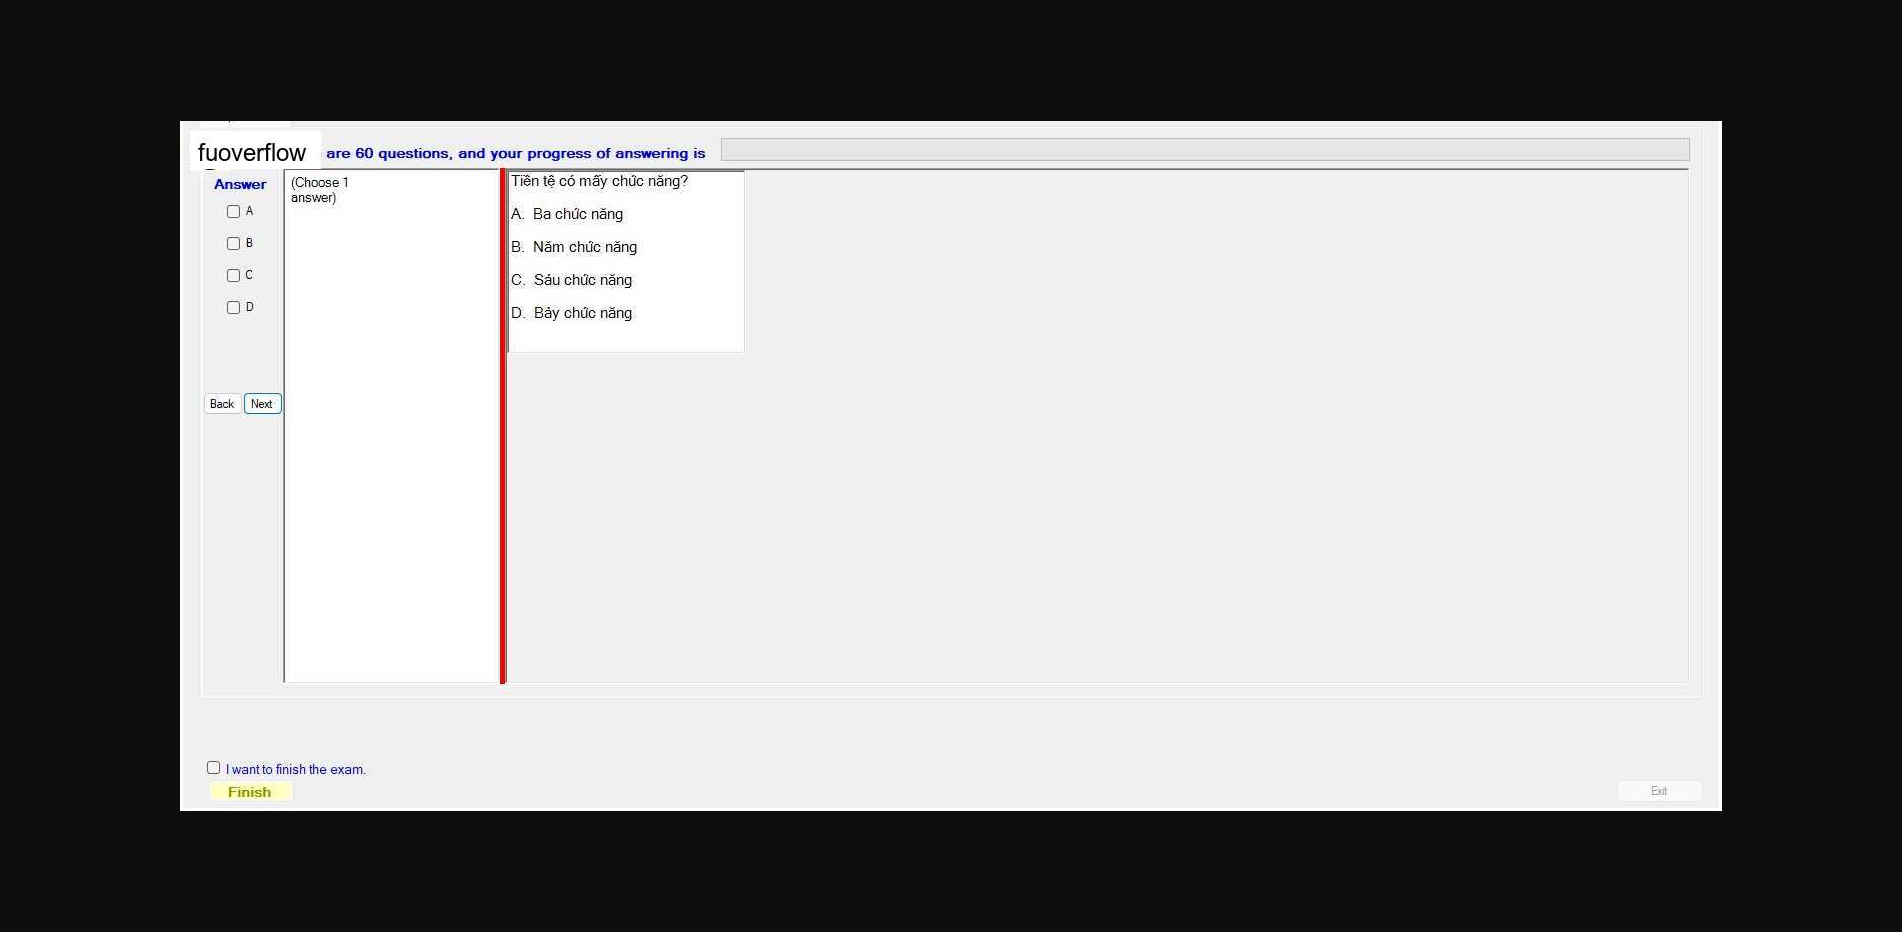 fuoverflow are 60 questions, and your progress of answering is
Answer
A
B
C
D
Back Next
(Choose 1
answer)
Tiền tệ có mấy chức năng?
A. Ba chức năng
B. Năm chức năng
C. Sáu chức năng
D. Bảy chức năng
I want to finish the exam.
Finish
Exit